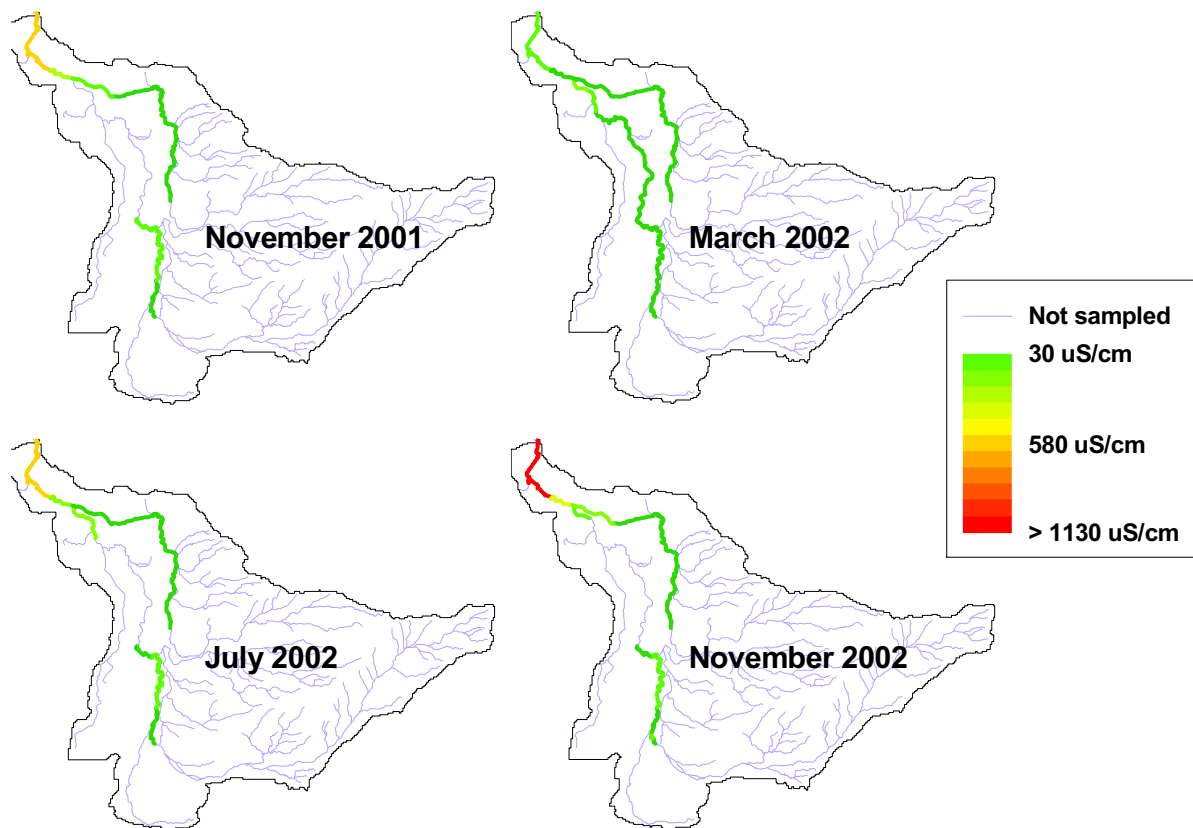 November 2001
March 2002
Not sampled
30 uS/cm
580 uS/cm
> 1130 uS/cm
July 2002
November 2002